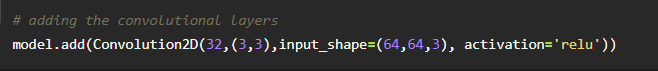 # adding the convolutional layers
model.add(Convolution2D(32,(3,3),input_shape=(64,64,3), activation='relu'))